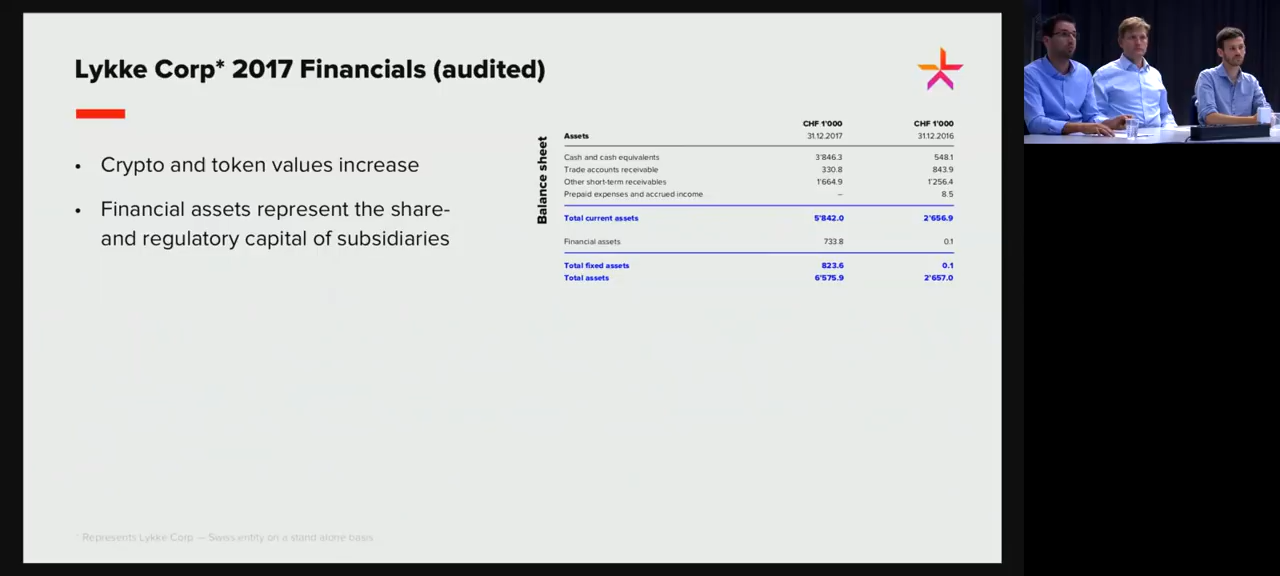 Lykke Corp* 2017 Financials (audited)
• Crypto and token values increase
• Financial assets represent the share-
and regulatory capital of subsidiaries
Balance sheet
CHF 1'000 CHF 1'000
Assets 31.12.2017 31.12.2016
Cash and cash equivalents 3'846.3 548.1
Trade accounts receivable 330.8 843.9
Other short-term receivables 1'664.9 1'256.4
Prepaid expenses and accrued income – 8.5
Total current assets 5'842.0 2'656.9
Financial assets 733.8 0.1
Total fixed assets 823.6 0.1
Total assets 6'575.9 2'657.0
* Represents Lykke Corp — Swiss entity on a stand alone basis